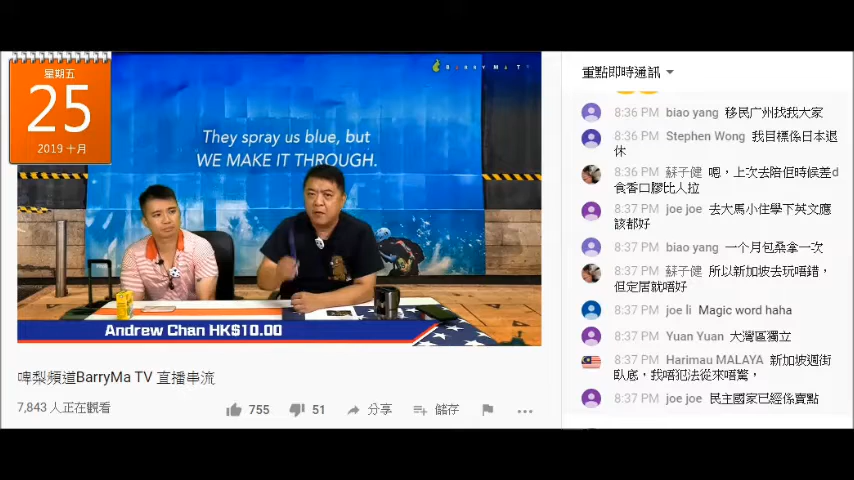 星期五
25
2019 十月
BARRYMA TV
They spray us blue, but
WE MAKE IT THROUGH.
Andrew Chan HK$10.00
啤梨頻道BarryMa TV 直播串流
7,843 人正在觀看
755
51
分享
儲存
重點即時通訊
8:36 PM biao yang 移民广州找我大家
8:36 PM Stephen Wong 我目標係日本退
休
8:36 PM 蘇子健 嗯，上次去陪佢時候差d
食香口膠比人拉
8:37 PM joe joe 去大馬小住學下英文應
該都好
8:37 PM biao yang 一个月包桑拿一次
8:37 PM 蘇子健 所以新加坡去玩唔錯，
但定居就唔好
8:37 PM joe li Magic word haha
8:37 PM Yuan Yuan 大灣區獨立
8:37 PM Harimau MALAYA 新加坡週街
臥底，我唔犯法從來唔驚，
8:37 PM joe joe 民主國家已經係賣點